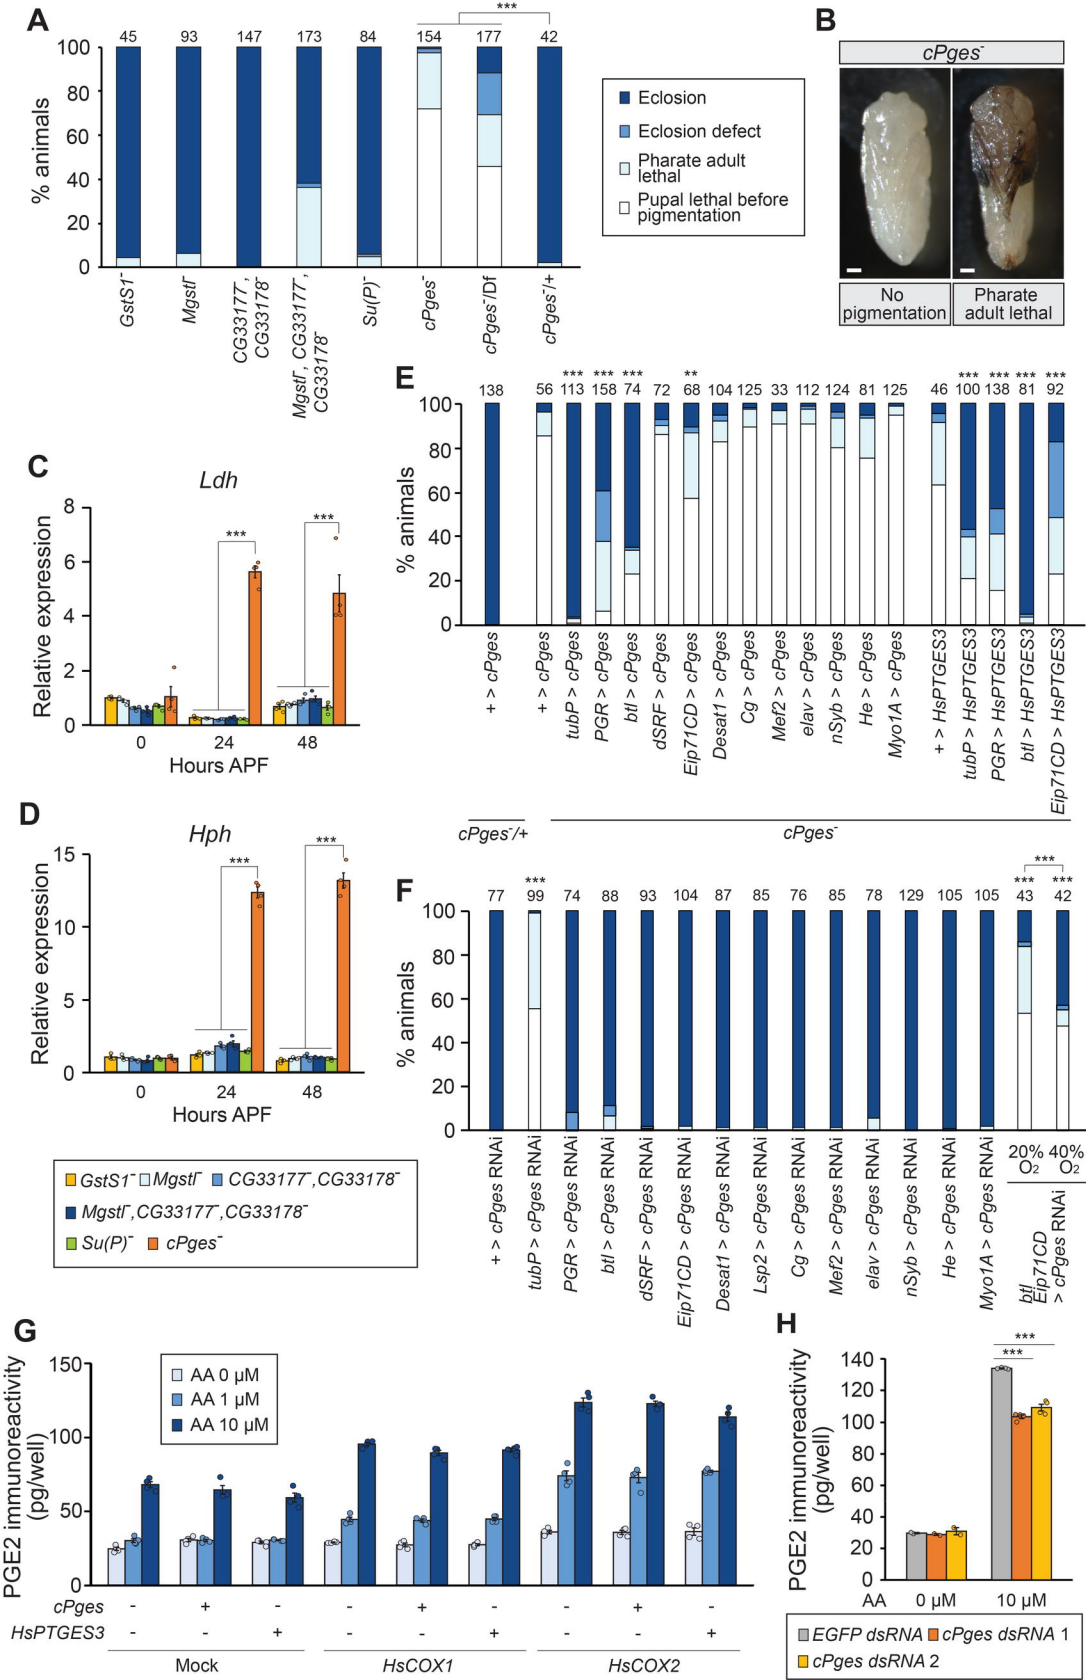 A
***
45 93 147 173 84 154 177 42
100
80
60
40
20
0
% animals
GstS1⁻
Mgstl⁻
CG33177⁻,
CG33178⁻
Mgstl⁻, CG33177⁻,
CG33178⁻
Su(P)⁻
cPges⁻
cPges⁻/Df
cPges⁻/+
Eclosion
Eclosion defect
Pharate adult
lethal
Pupal lethal before
pigmentation
B
cPges⁻
No
pigmentation
Pharate
adult lethal
C
Ldh
8
6
4
2
0
Relative expression
***
***
0 24 48
Hours APF
D
Hph
15
10
5
0
Relative expression
***
***
0 24 48
Hours APF
GstS1⁻ Mgstl⁻ CG33177⁻,CG33178⁻
Mgstl⁻,CG33177⁻,CG33178⁻
Su(P)⁻ cPges⁻
E
*** *** *** ** *** *** *** ***
138 56 113 158 74 72 68 104 125 33 112 124 81 125 46 100 138 81 92
100
80
60
40
20
0
% animals
+ > cPges
+ > cPges
tubP > cPges
PGR > cPges
btl > cPges
dSRF > cPges
Eip71CD > cPges
Desat1 > cPges
Cg > cPges
Mef2 > cPges
elav > cPges
nSyb > cPges
He > cPges
Myo1A > cPges
+ > HsPTGES3
tubP > HsPTGES3
PGR > HsPTGES3
btl > HsPTGES3
Eip71CD > HsPTGES3
cPges⁻/+
cPges⁻
F
***
*** *** ***
77 99 74 88 93 104 87 85 76 85 78 129 105 105 43 42
100
80
60
40
20
0
% animals
+ > cPges RNAi
tubP > cPges RNAi
PGR > cPges RNAi
btl > cPges RNAi
dSRF > cPges RNAi
Eip71CD > cPges RNAi
Desat1 > cPges RNAi
Lsp2 > cPges RNAi
Cg > cPges RNAi
Mef2 > cPges RNAi
elav > cPges RNAi
nSyb > cPges RNAi
He > cPges RNAi
Myo1A > cPges RNAi
20% 40%
O₂ O₂
btl
Eip71CD
> cPges RNAi
G
150
100
50
0
PGE2 immunoreactivity
(pg/well)
AA 0 µM
AA 1 µM
AA 10 µM
cPges - + - - + - - + -
HsPTGES3 - - + - - + - - +
Mock HsCOX1 HsCOX2
H
140
120
100
80
60
40
20
0
PGE2 immunoreactivity
(pg/well)
***
***
AA 0 µM 10 µM
EGFP dsRNA cPges dsRNA 1
cPges dsRNA 2